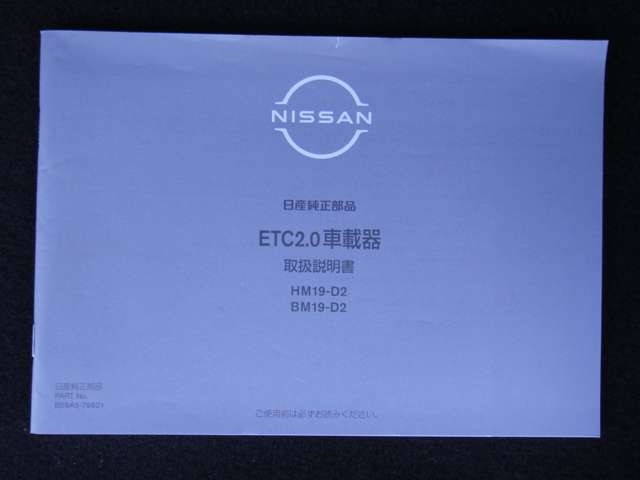 NISSAN
日産純正部品
ETC2.0車載器
取扱説明書
HM19-D2
BM19-D2
日産純正部品
PART No.
ご使用前は必ずお読みください。